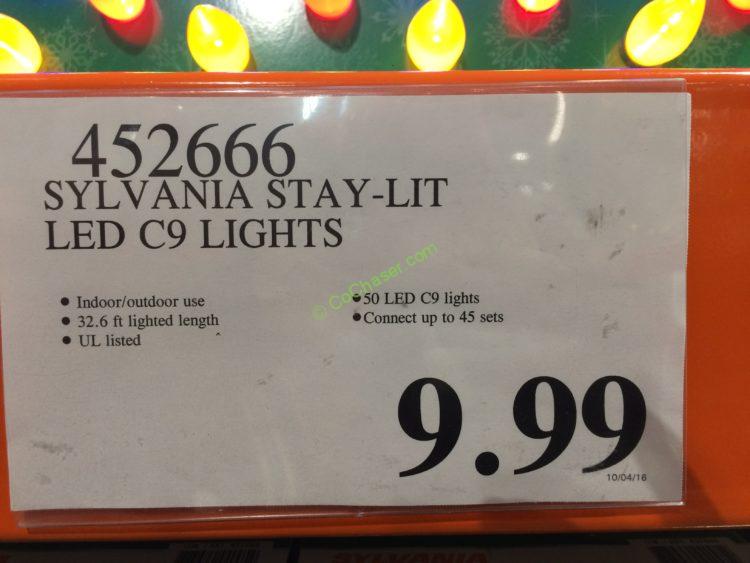 452666
SYLVANIA STAY-LIT
LED C9 LIGHTS
• Indoor/outdoor use
• 32.6 ft lighted length
• UL listed
• 50 LED C9 lights
• Connect up to 45 sets
© CoChaser.com
9.99
10/04/16
SYLVANIA